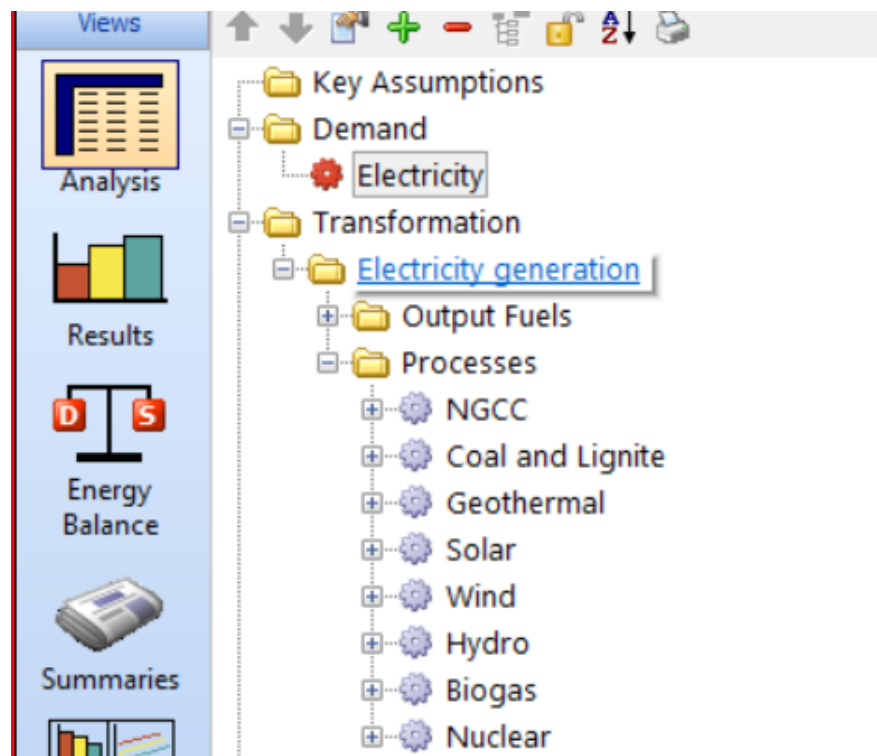 Views
Analysis
Results
D S
Energy
Balance
Summaries
A
Z
Key Assumptions
Demand
Electricity
Transformation
Electricity generation
Output Fuels
Processes
NGCC
Coal and Lignite
Geothermal
Solar
Wind
Hydro
Biogas
Nuclear